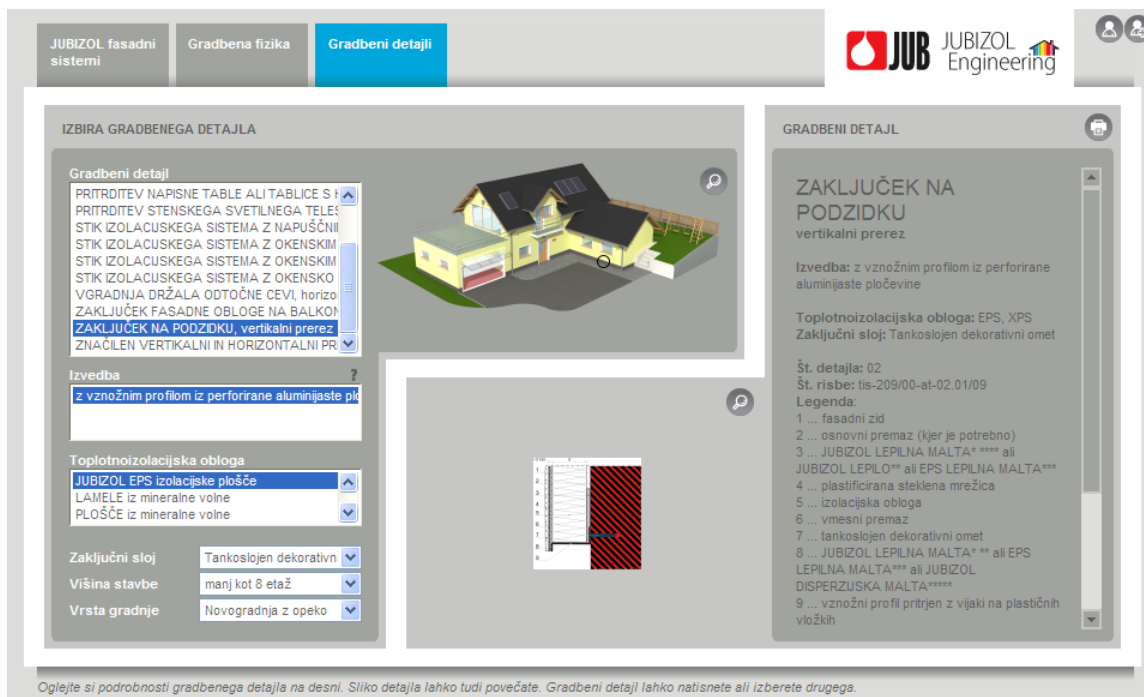 JUBIZOL fasadni
sistemi
Gradbena fizika
Gradbeni detajli
JUB JUBIZOL
Engineering
IZBIRA GRADBENEGA DETAJLA
Gradbeni detajl
PRITRDITEV NAPISNE TABLE ALI TABLICE S
PRITRDITEV STENSKEGA SVETILNEGA TELES
STIK IZOLACIJSKEGA SISTEMA Z NAPUŠČNI
STIK IZOLACIJSKEGA SISTEMA Z OKENSKIM
STIK IZOLACIJSKEGA SISTEMA Z OKENSKIM
STIK IZOLACIJSKEGA SISTEMA Z OKENSKO
VGRADNJA DRŽALA ODTOČNE CEVI, horizo
ZAKLJUČEK FASADNE OBLOGE NA BALKON
ZAKLJUČEK NA PODZIDKU, vertikalni prerez
ZNAČILEN VERTIKALNI IN HORIZONTALNI PR
Izvedba ?
z vznožnim profilom iz perforirane aluminijaste plo
Toplotnoizolacijska obloga
JUBIZOL EPS izolacijske plošče
LAMELE iz mineralne volne
PLOŠČE iz mineralne volne
Zaključni sloj Tankoslojen dekorativn
Višina stavbe manj kot 8 etaž
Vrsta gradnje Novogradnja z opeko
1
2
3
4
5
6
7
8
9
GRADBENI DETAJL
ZAKLJUČEK NA
PODZIDKU
vertikalni prerez
Izvedba: z vznožnim profilom iz perforirane
aluminijaste pločevine
Toplotnoizolacijska obloga: EPS, XPS
Zaključni sloj: Tankoslojen dekorativni omet
Št. detajla: 02
Št. risbe: tis-209/00-at-02.01/09
Legenda:
1 ... fasadni zid
2 ... osnovni premaz (kjer je potrebno)
3 ... JUBIZOL LEPILNA MALTA* **** ali
JUBIZOL LEPILO** ali EPS LEPILNA MALTA***
4 ... plastificirana steklena mrežica
5 ... izolacijska obloga
6 ... vmesni premaz
7 ... tankoslojen dekorativni omet
8 ... JUBIZOL LEPILNA MALTA* ** ali EPS
LEPILNA MALTA*** ali JUBIZOL
DISPERZIJSKA MALTA*****
9 ... vznožni profil pritrjen z vijaki na plastičnih
vložkih
Oglejte si podrobnosti gradbenega detajla na desni. Sliko detajla lahko tudi povečate. Gradbeni detajl lahko natisnete ali izberete drugega.